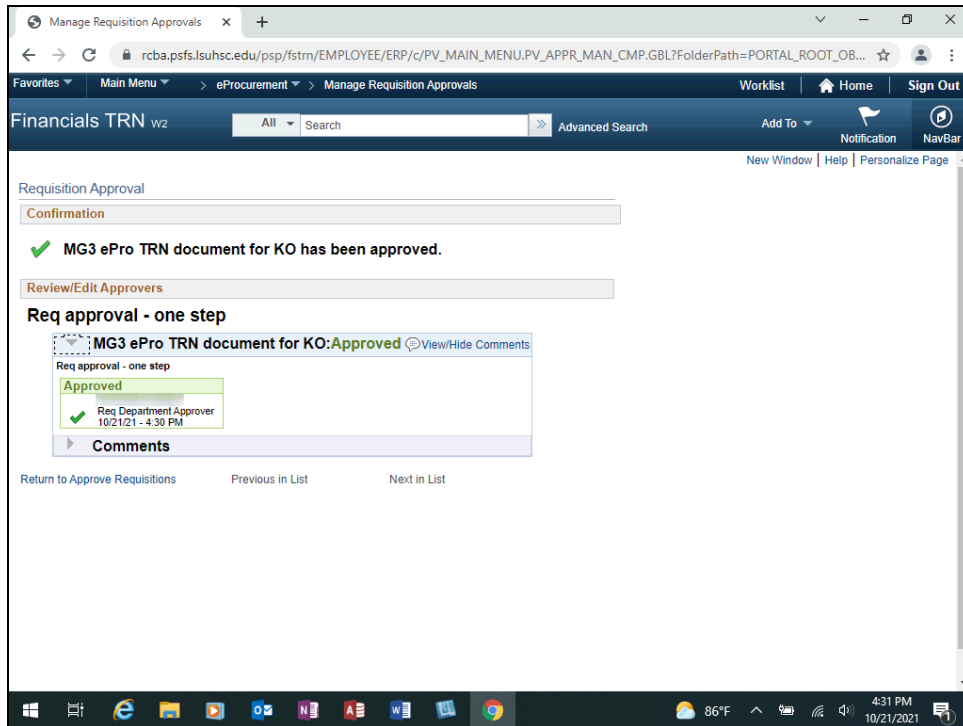 Manage Requisition Approvals
rcba.psfs.lsuhsc.edu/psp/fstrn/EMPLOYEE/ERP/c/PV_MAIN_MENU.PV_APPR_MAN_CMP.GBL?FolderPath=PORTAL_ROOT_OB...
Favorites Main Menu > eProcurement > Manage Requisition Approvals Worklist Home Sign Out
Financials TRN W2 All Search » Advanced Search Add To Notification NavBar
New Window | Help | Personalize Page
Requisition Approval
Confirmation
MG3 ePro TRN document for KO has been approved.
Review/Edit Approvers
Req approval - one step
MG3 ePro TRN document for KO:Approved View/Hide Comments
Req approval - one step
Approved
Req Department Approver
10/21/21 - 4:30 PM
Comments
Return to Approve Requisitions Previous in List Next in List
86°F 4:31 PM
10/21/2021